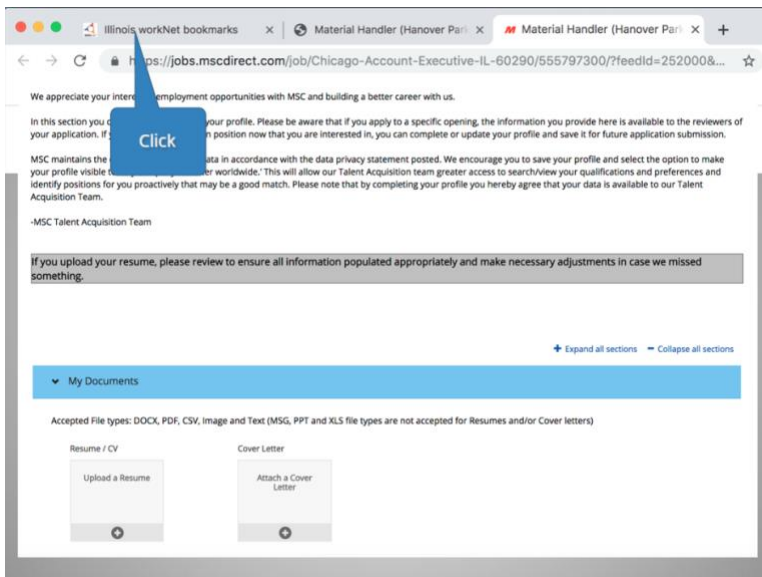 Illinois workNet bookmarks × Material Handler (Hanover Par × Material Handler (Hanover Par × +
ps://jobs.mscdirect.com/job/Chicago-Account-Executive-IL-60290/555797300/?feedId=252000&...
Click
We appreciate your employment opportunities with MSC and building a better career with us.
In this section you your profile. Please be aware that if you apply to a specific opening, the information you provide here is available to the reviewers of
your application. If position now that you are interested in, you can complete or update your profile and save it for future application submission.
MSC maintains the in accordance with the data privacy statement posted. We encourage you to save your profile and select the option to make
your profile visible worldwide.' This will allow our Talent Acquisition team greater access to search/view your qualifications and preferences and
identify positions for you proactively that may be a good match. Please note that by completing your profile you hereby agree that your data is available to our Talent
Acquisition Team.
-MSC Talent Acquisition Team
If you upload your resume, please review to ensure all information populated appropriately and make necessary adjustments in case we missed
something.
+ Expand all sections − Collapse all sections
My Documents
Accepted File types: DOCX, PDF, CSV, Image and Text (MSG, PPT and XLS file types are not accepted for Resumes and/or Cover letters)
Resume / CV Cover Letter
Upload a Resume Attach a Cover
Letter